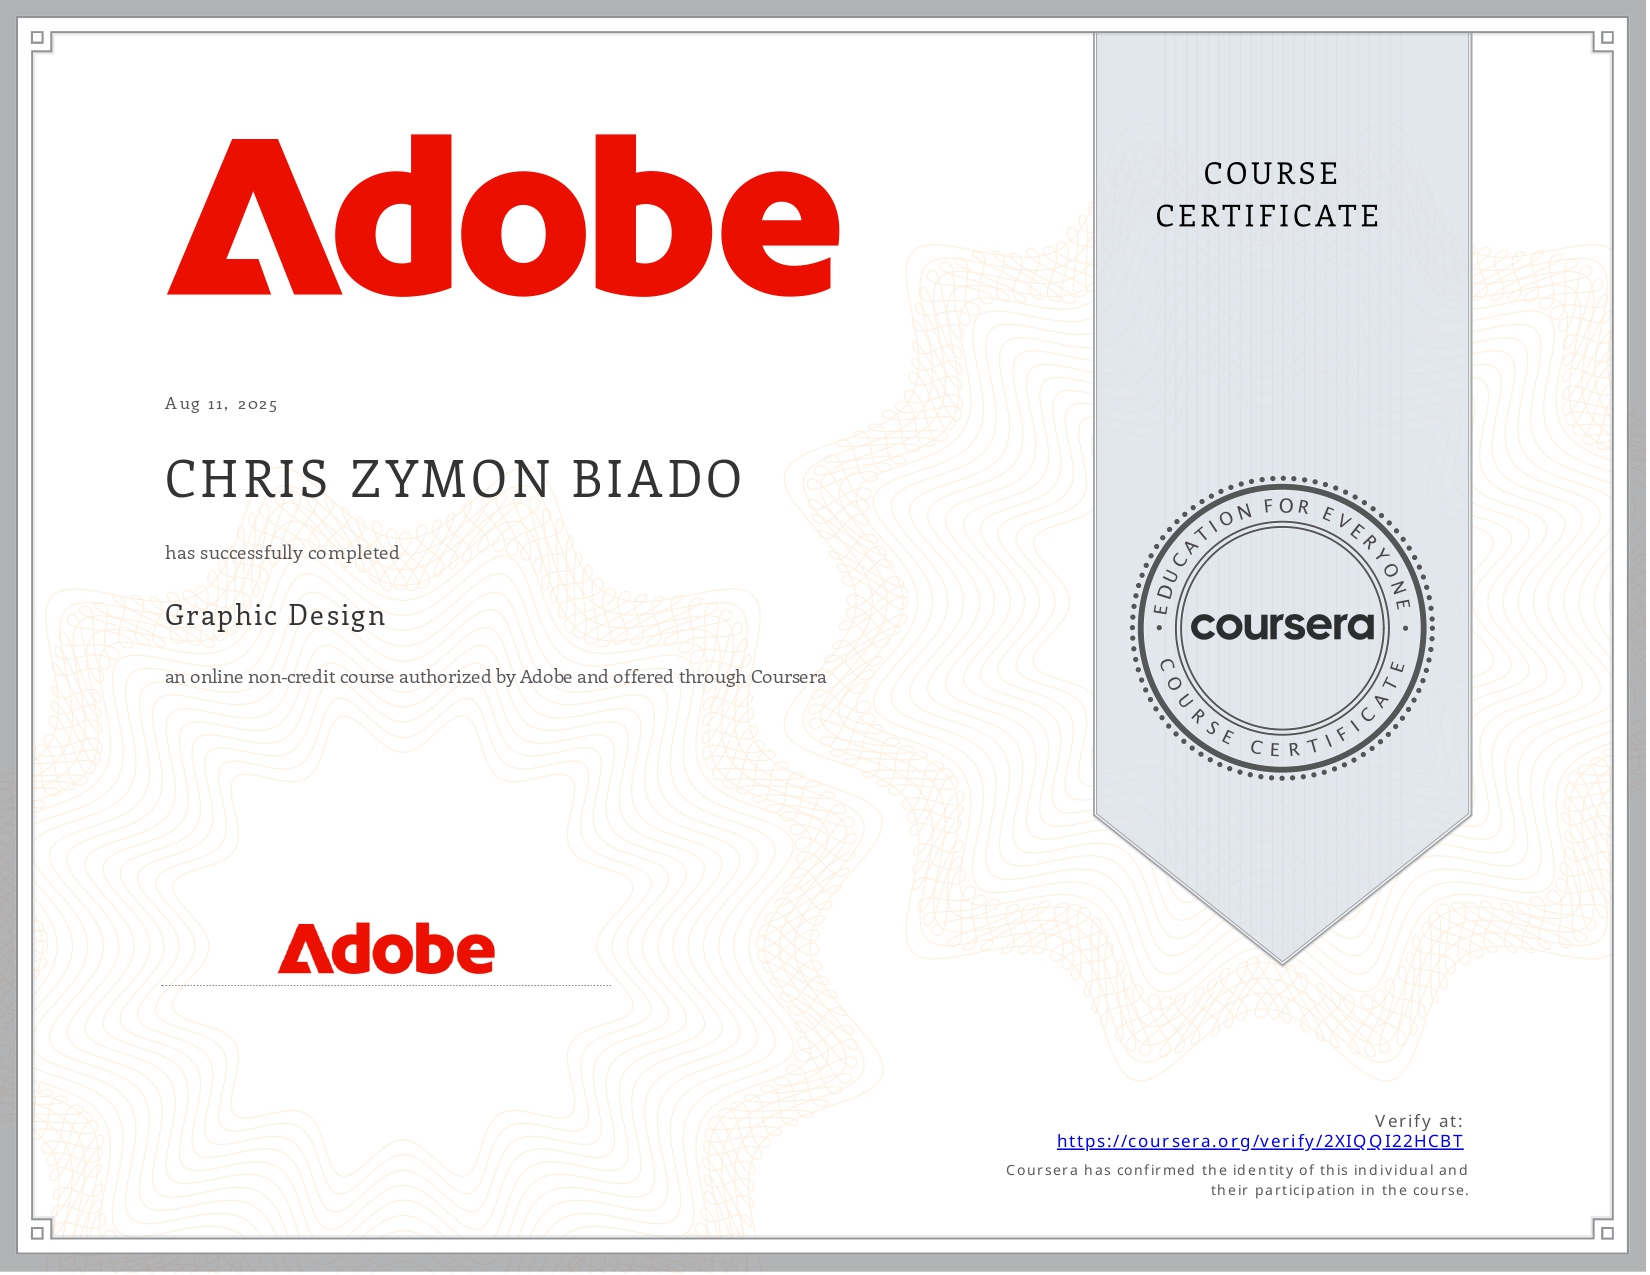 Adobe
COURSE
CERTIFICATE
Aug 11, 2025
CHRIS ZYMON BIADO
has successfully completed
Graphic Design
an online non-credit course authorized by Adobe and offered through Coursera
EDUCATION FOR EVERYONE
coursera
COURSE CERTIFICATE
Adobe
Verify at:
https://coursera.org/verify/2XIQQI22HCBT
Coursera has confirmed the identity of this individual and
their participation in the course.